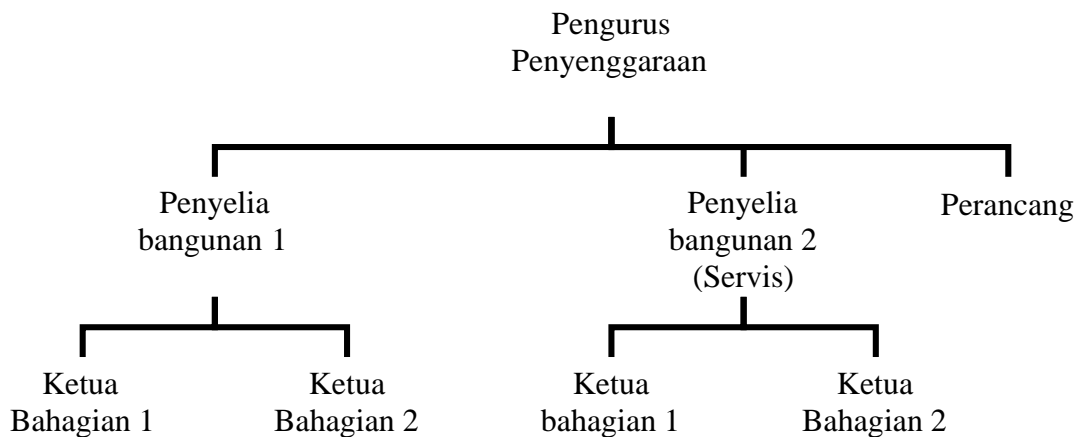 Pengurus
Penyenggaraan
Penyelia
bangunan 1
Penyelia
bangunan 2
(Servis)
Perancang
Ketua
Bahagian 1
Ketua
Bahagian 2
Ketua
bahagian 1
Ketua
Bahagian 2